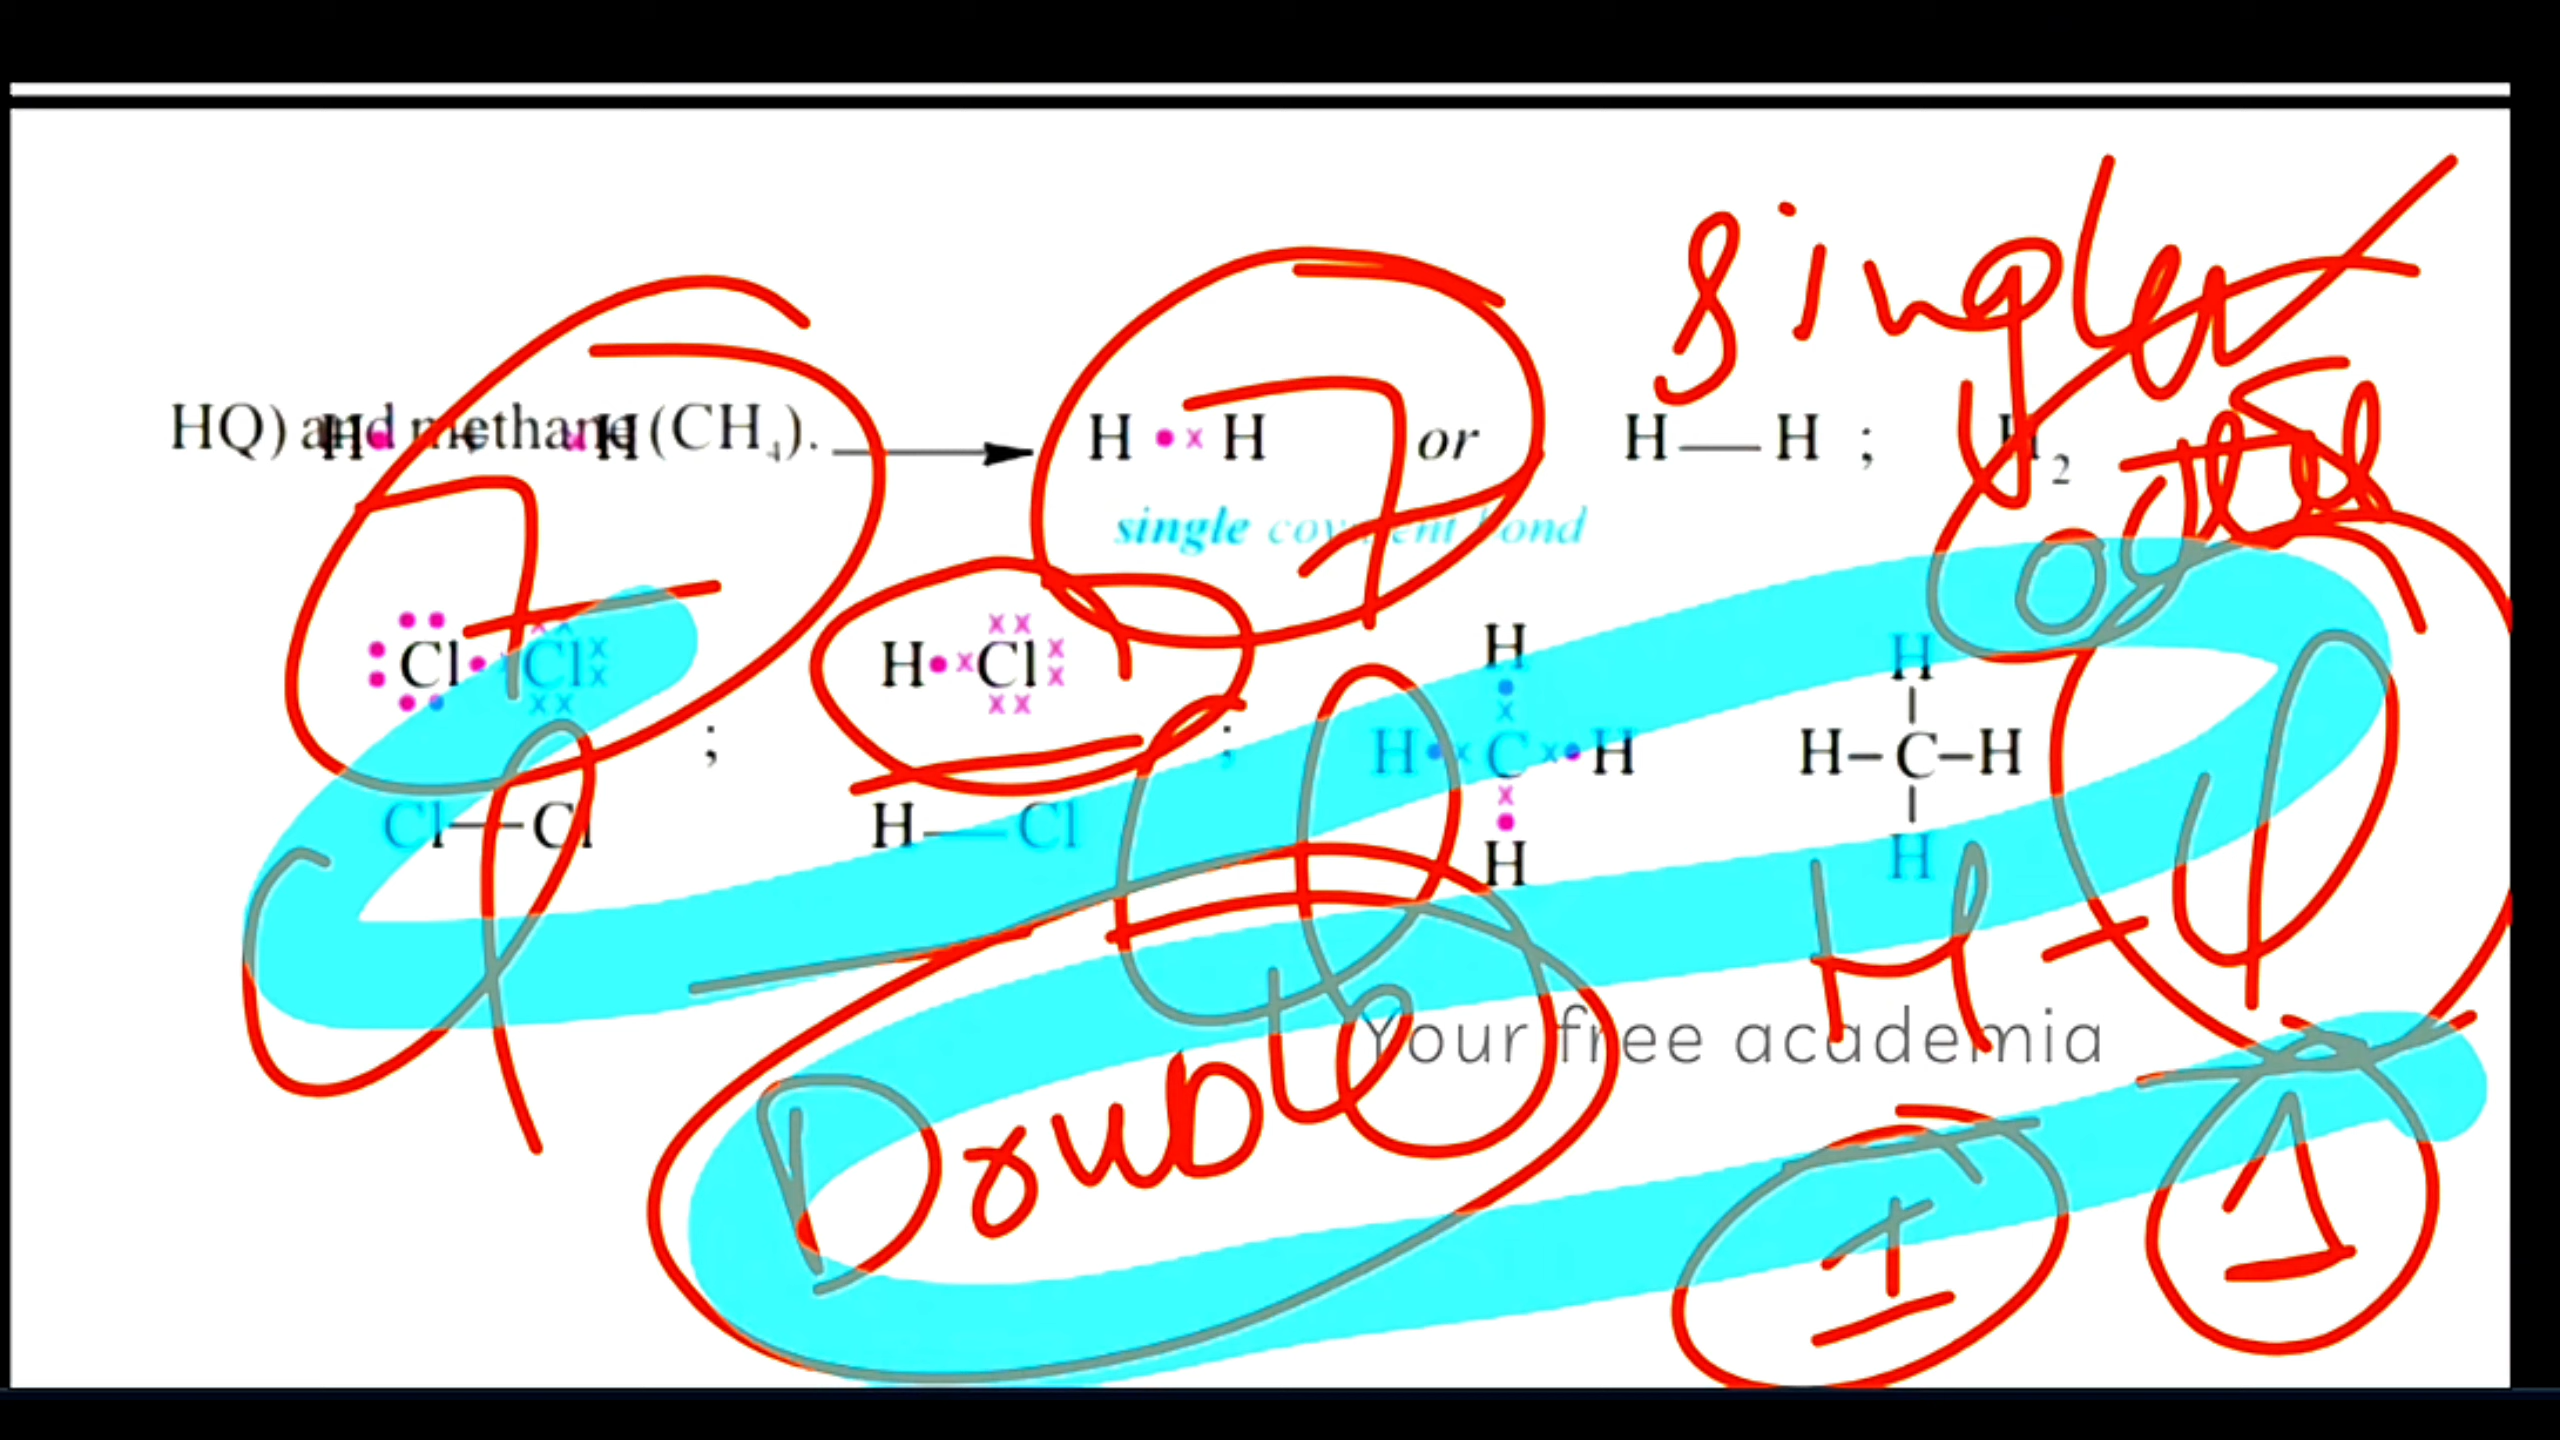 Single
HQ) and methane (CH4).
H• + ×H
H •× H or H—H ; H2
single covalent bond
Cl•×Cl ; H•×Cl ;
H
H•×C×•H
H
H
H–C–H
H
Cl—Cl H—Cl
H-
Double
Your free academia
1